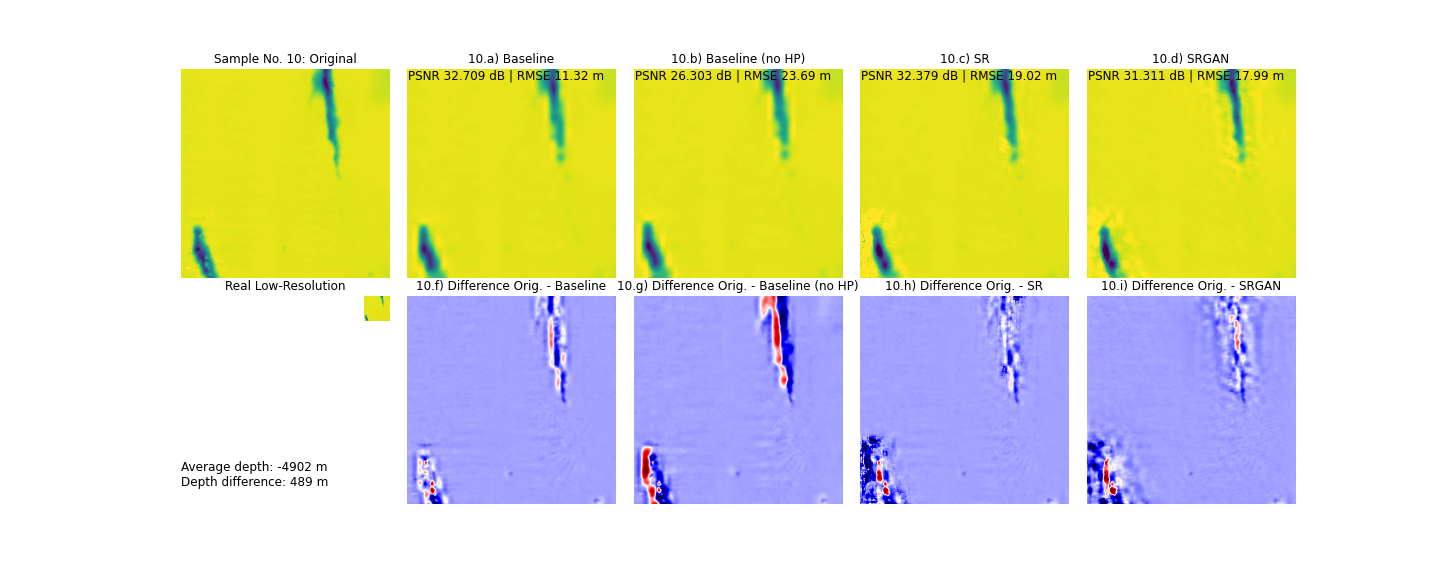 Sample No. 10: Original
10.a) Baseline
10.b) Baseline (no HP)
10.c) SR
10.d) SRGAN
PSNR 32.709 dB | RMSE 11.32 m
PSNR 26.303 dB | RMSE 23.69 m
PSNR 32.379 dB | RMSE 19.02 m
PSNR 31.311 dB | RMSE 17.99 m
Real Low-Resolution
10.f) Difference Orig. - Baseline
10.g) Difference Orig. - Baseline (no HP)
10.h) Difference Orig. - SR
10.i) Difference Orig. - SRGAN
Average depth: -4902 m
Depth difference: 489 m